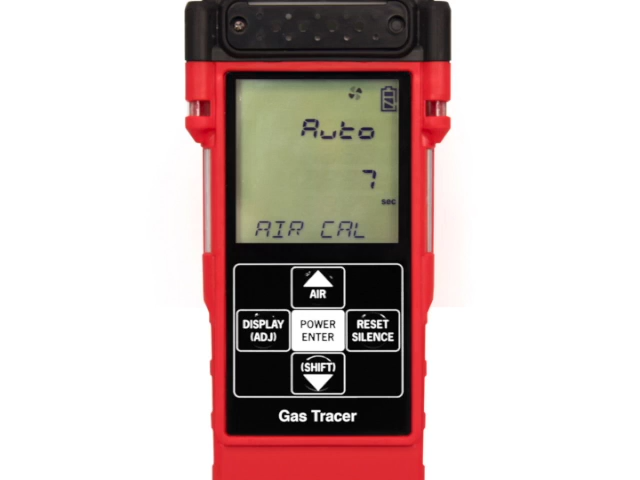 Auto
7
sec
AIR CAL
AIR
DISPLAY
(ADJ)
POWER
ENTER
RESET
SILENCE
(SHIFT)
Gas Tracer